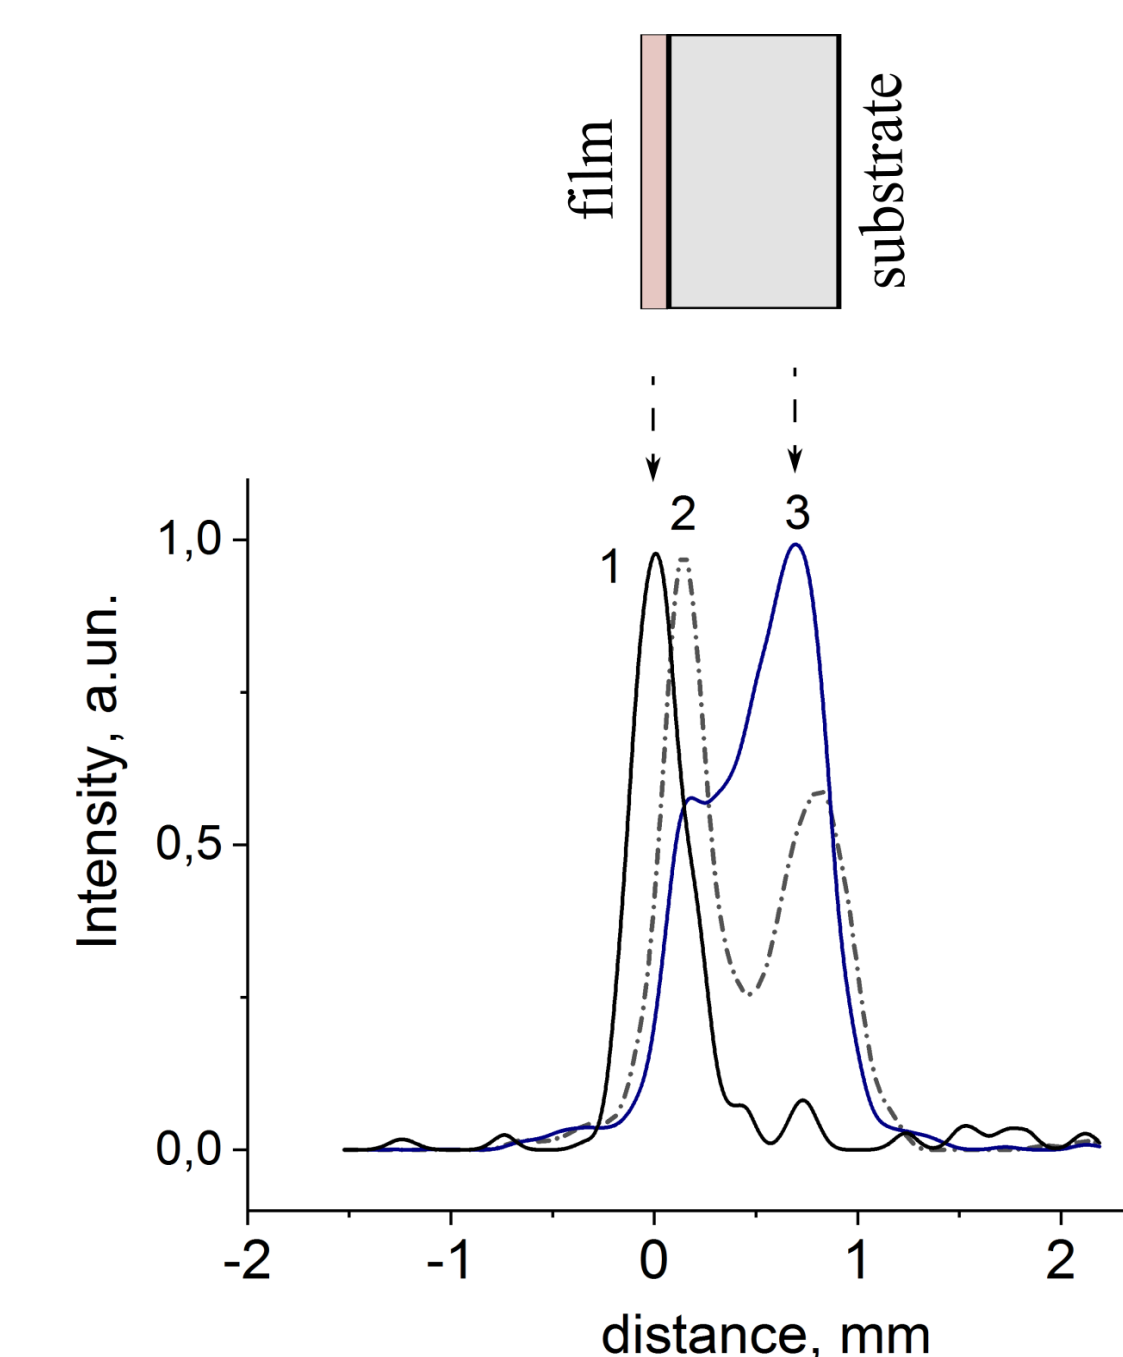 film
substrate
2
3
1
1,0
0,5
0,0
Intensity, a.un.
-2
-1
0
1
2
distance, mm